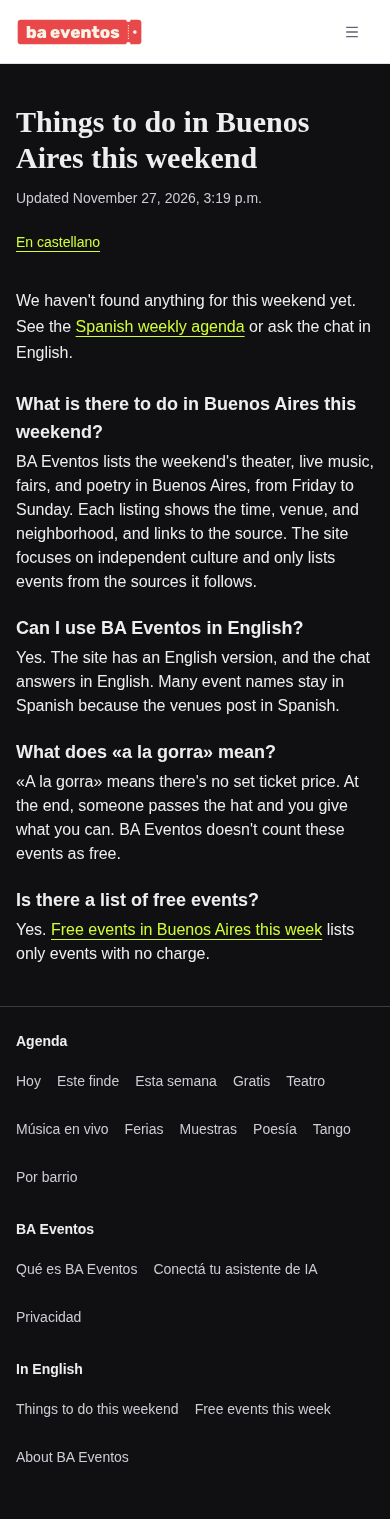 ba eventos
Things to do in Buenos
Aires this weekend
Updated November 27, 2026, 3:19 p.m.
En castellano
We haven't found anything for this weekend yet.
See the Spanish weekly agenda or ask the chat in
English.
What is there to do in Buenos Aires this
weekend?
BA Eventos lists the weekend's theater, live music,
fairs, and poetry in Buenos Aires, from Friday to
Sunday. Each listing shows the time, venue, and
neighborhood, and links to the source. The site
focuses on independent culture and only lists
events from the sources it follows.
Can I use BA Eventos in English?
Yes. The site has an English version, and the chat
answers in English. Many event names stay in
Spanish because the venues post in Spanish.
What does «a la gorra» mean?
«A la gorra» means there's no set ticket price. At
the end, someone passes the hat and you give
what you can. BA Eventos doesn't count these
events as free.
Is there a list of free events?
Yes. Free events in Buenos Aires this week lists
only events with no charge.
Agenda
Hoy Este finde Esta semana Gratis Teatro
Música en vivo Ferias Muestras Poesía Tango
Por barrio
BA Eventos
Qué es BA Eventos Conectá tu asistente de IA
Privacidad
In English
Things to do this weekend Free events this week
About BA Eventos